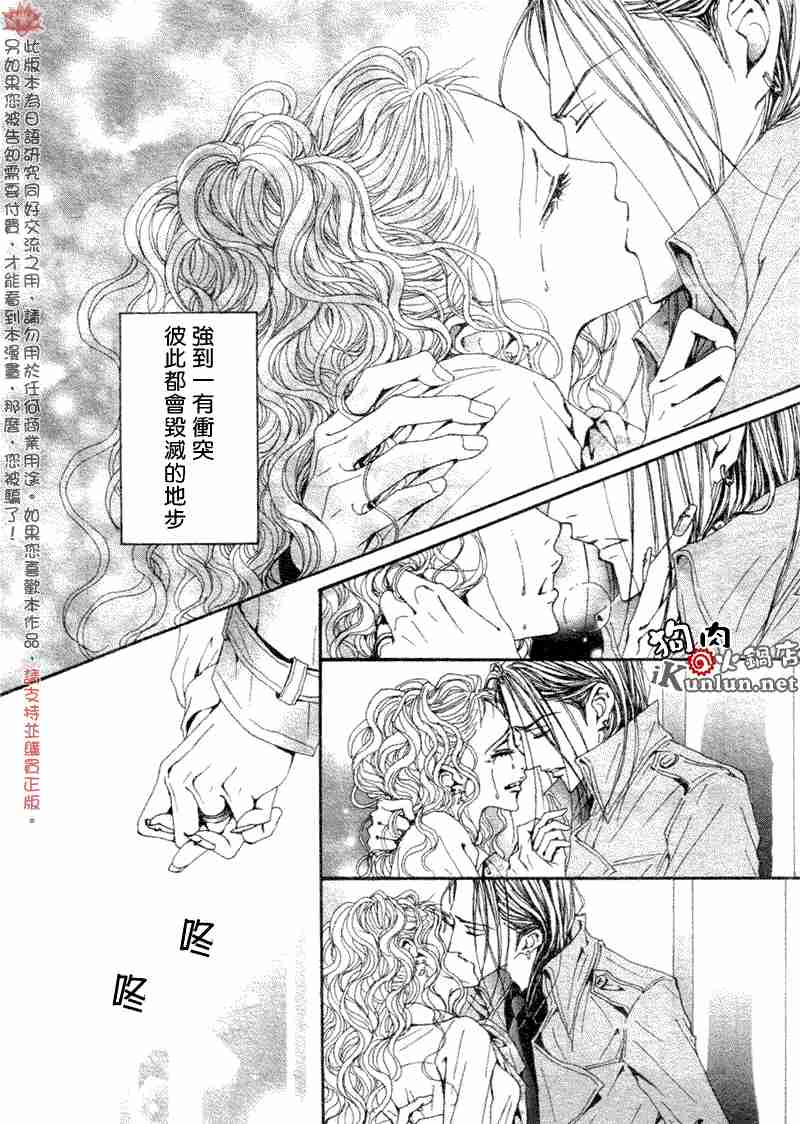 此版本為日語研究同好交流之用，請勿用於任何商業用途。如果您喜歡本作品，請支持並購買正版。
另如果您被告知需要付費，才能看到本漫畫，那麼，您被騙了！
強到一有衝突
彼此都會毀滅的地步
狗肉
火鍋店
iKunlun.net
咚
咚